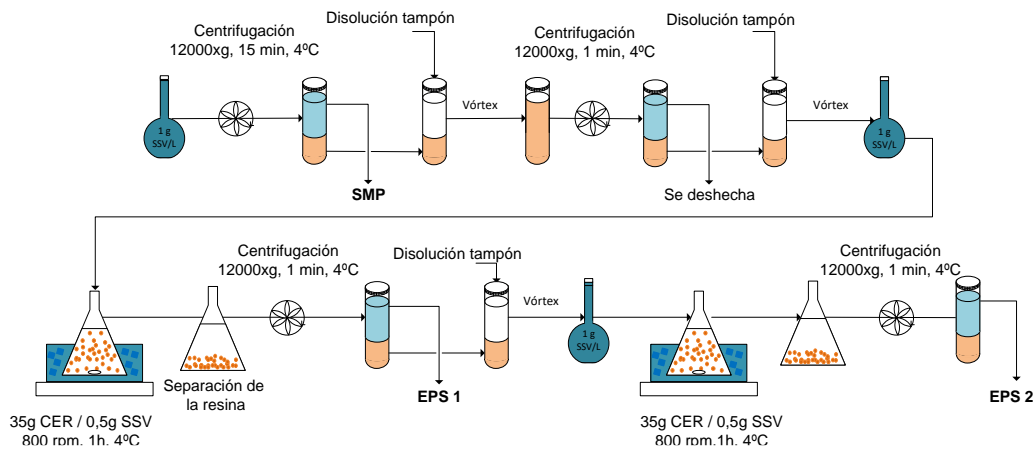 Disolución tampón
Centrifugación
12000xg, 15 min, 4ºC
Centrifugación
12000xg, 1 min, 4ºC
Disolución tampón
Vórtex
Vórtex
1 g
SSV/L
1 g
SSV/L
SMP
Se deshecha
Centrifugación
12000xg, 1 min, 4ºC
Disolución tampón
Centrifugación
12000xg, 1 min, 4ºC
Vórtex
1 g
SSV/L
Separación de
la resina
EPS 1
EPS 2
35g CER / 0,5g SSV
800 rpm, 1h, 4ºC
35g CER / 0,5g SSV
800 rpm,1h, 4ºC